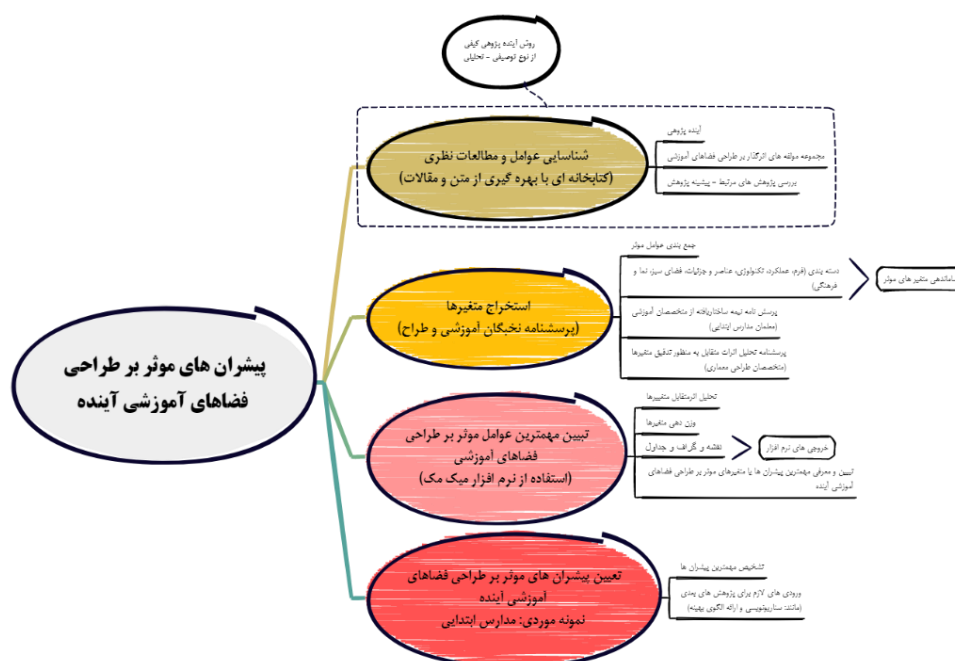 روش آینده پژوهی کیفی
از نوع توصیفی – تحلیلی
شناسایی عوامل و مطالعات نظری
(کتابخانه ای با بهره گیری از متن و مقالات)
آینده پژوهی
مجموعه مولفه های اثرگذار بر طراحی فضاهای آموزشی
بررسی پژوهش های مرتبط – پیشینه پژوهش
پیشران های موثر بر طراحی
فضاهای آموزشی آینده
استخراج متغیرها
(پرسشنامه نخبگان آموزشی و طراح)
جمع بندی عوامل موثر
دسته بندی (فرم، عملکرد، تکنولوژی، عناصر و جزئیات، فضای سبز، نما و
فرهنگی)
پرسش نامه نیمه ساختاریافته از متخصصان آموزشی
(معلمان مدارس ابتدایی)
پرسشنامه تحلیل اثرات متقابل به منظور تدقیق متغیرها
(متخصصان طراحی معماری)
ساماندهی متغیر های موثر
تبیین مهمترین عوامل موثر بر طراحی
فضاهای آموزشی
(استفاده از نرم افزار میک مک)
تحلیل اثرمتقابل متغییرها
وزن دهی متغیرها
نقشه و گراف و جداول
تبیین و معرفی مهمترین پیشران ها یا متغیرهای موثر بر طراحی فضاهای
آموزشی آینده
خروجی های نرم افزار
تعیین پیشران های موثر بر طراحی فضاهای
آموزشی آینده
نمونه موردی: مدارس ابتدایی
تشخیص مهمترین پیشران ها
ورودی های لازم برای پژوهش های بعدی
(مانند: سناریونویسی و ارائه الگوی بهینه)